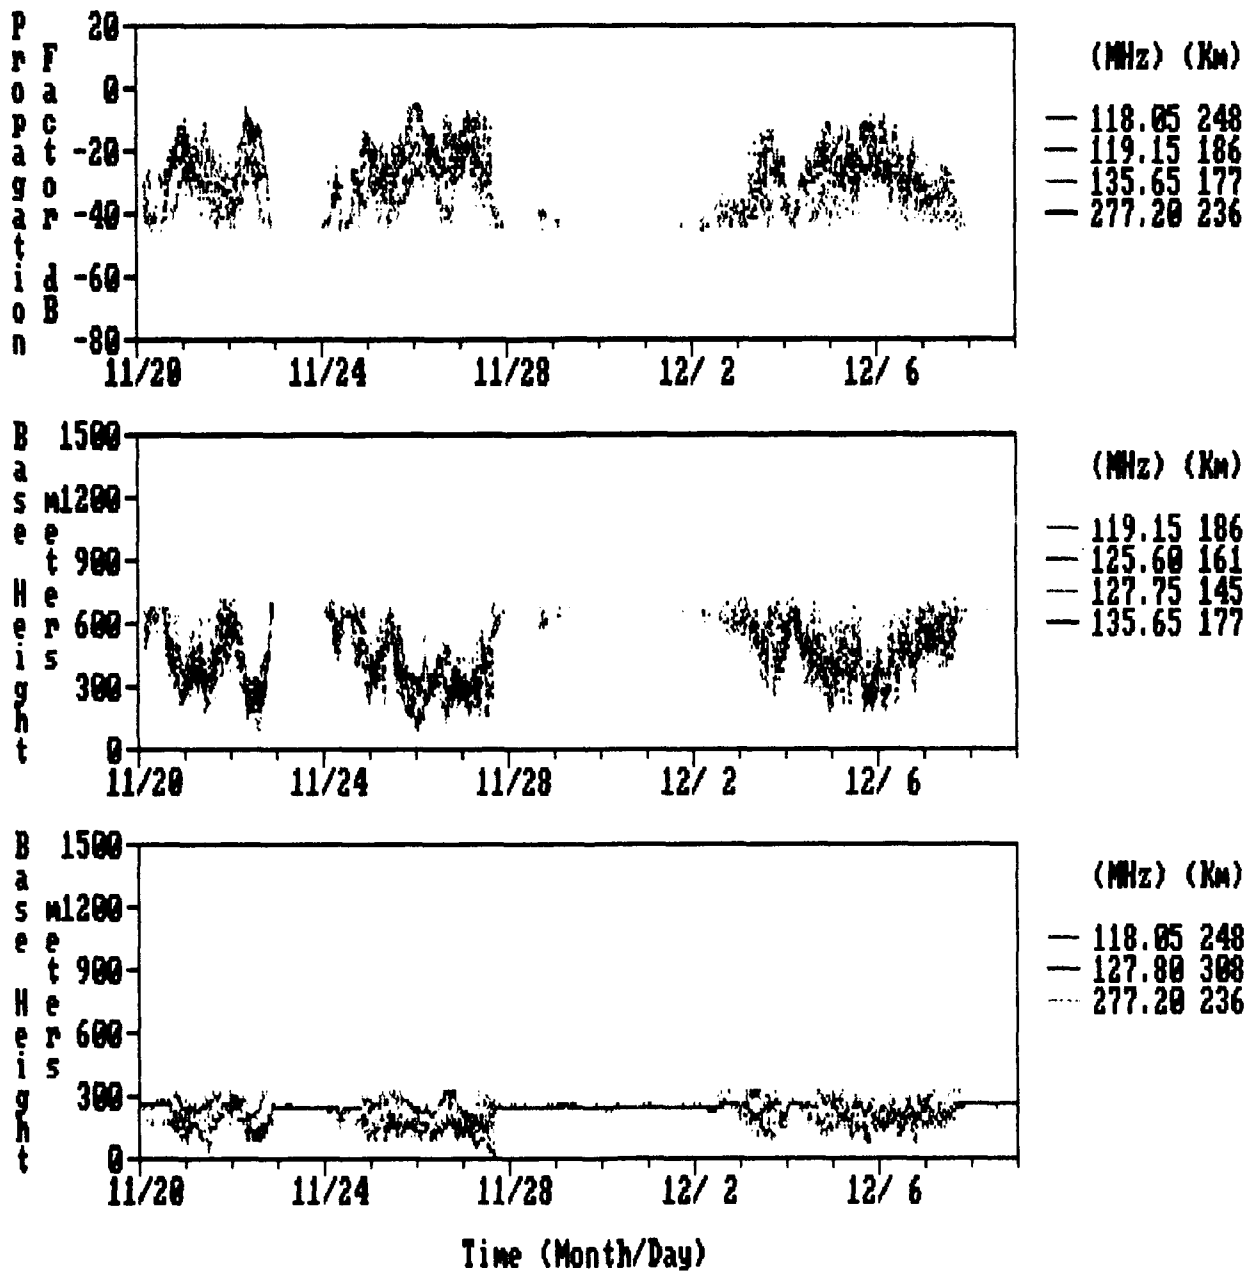 Propagation
Factor dB
20
0
-20
-40
-60
-80
11/20 11/24 11/28 12/ 2 12/ 6
(MHz) (Km)
118.05 248
119.15 186
135.65 177
277.20 236
Base Height
meters
1500
1200
900
600
300
0
11/20 11/24 11/28 12/ 2 12/ 6
(MHz) (Km)
119.15 186
125.60 161
127.75 145
135.65 177
Base Height
meters
1500
1200
900
600
300
0
11/20 11/24 11/28 12/ 2 12/ 6
(MHz) (Km)
118.05 248
127.80 308
277.20 236
Time (Month/Day)